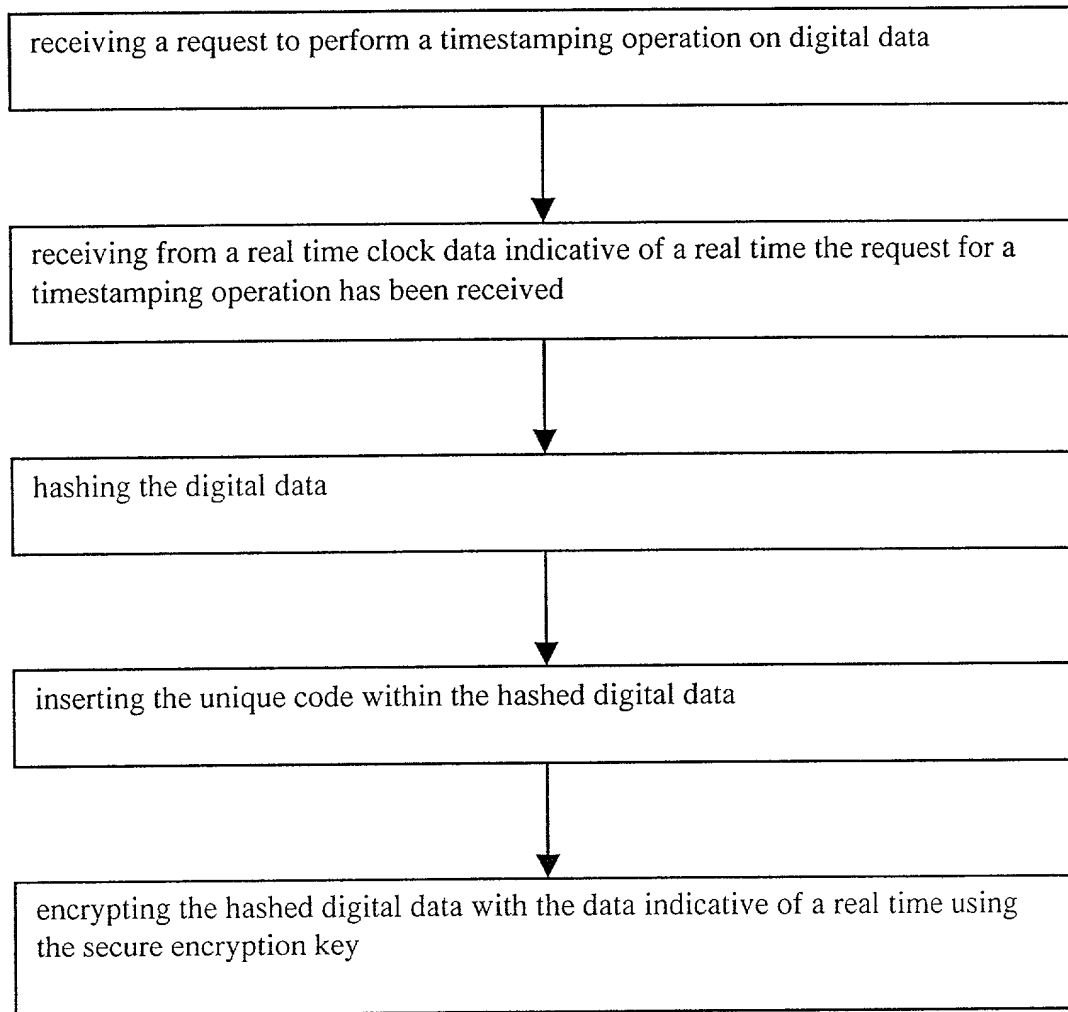 receiving a request to perform a timestamping operation on digital data
receiving from a real time clock data indicative of a real time the request for a
timestamping operation has been received
hashing the digital data
inserting the unique code within the hashed digital data
encrypting the hashed digital data with the data indicative of a real time using
the secure encryption key